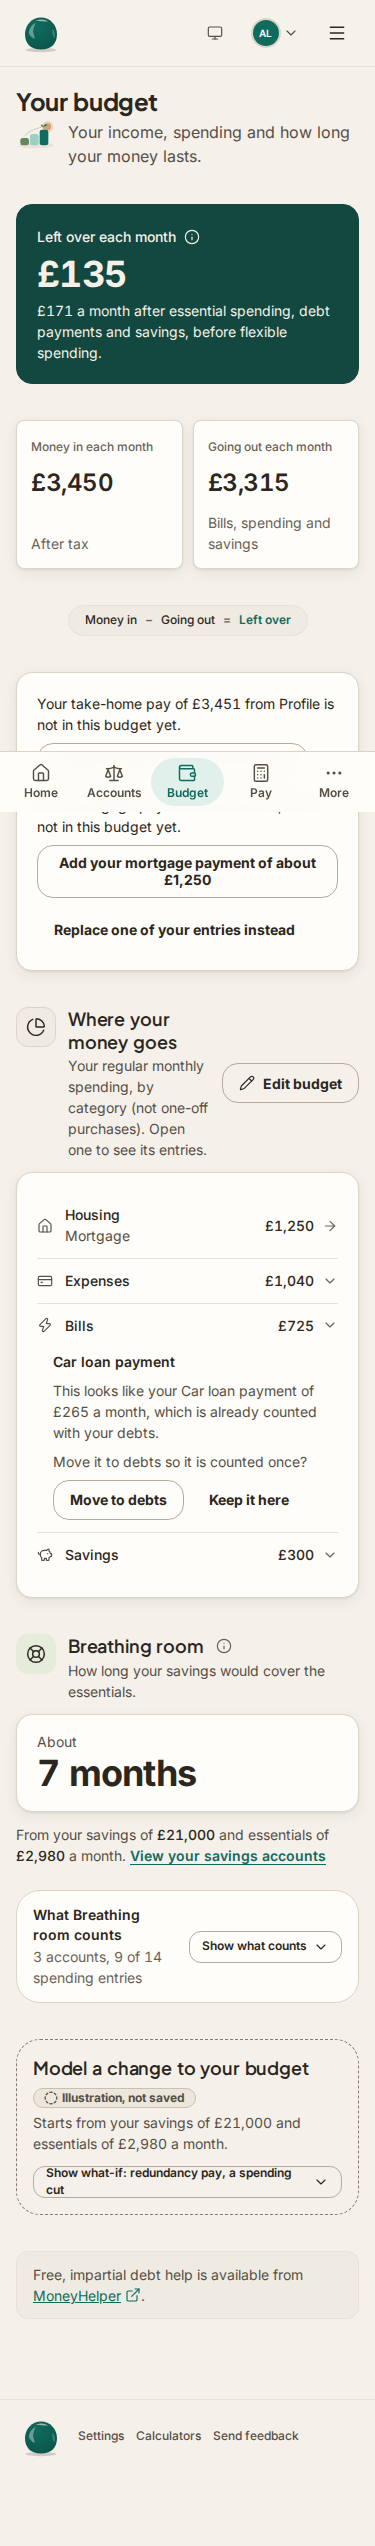 AL
Your budget
Your income, spending and how long
your money lasts.
Left over each month
£135
£171 a month after essential spending, debt
payments and savings, before flexible
spending.
Money in each month
£3,450
After tax
Going out each month
£3,315
Bills, spending and
savings
Money in − Going out = Left over
Your take-home pay of £3,451 from Profile is
not in this budget yet.
Home
Accounts
Budget
Pay
More
not in this budget yet.
Add your mortgage payment of about
£1,250
Replace one of your entries instead
Where your
money goes
Your regular monthly
spending, by
category (not one-off
purchases). Open
one to see its entries.
Edit budget
Housing
Mortgage
£1,250
Expenses
£1,040
Bills
£725
Car loan payment
This looks like your Car loan payment of
£265 a month, which is already counted
with your debts.
Move it to debts so it is counted once?
Move to debts
Keep it here
Savings
£300
Breathing room
How long your savings would cover the
essentials.
About
7 months
From your savings of £21,000 and essentials of
£2,980 a month. View your savings accounts
What Breathing
room counts
3 accounts, 9 of 14
spending entries
Show what counts
Model a change to your budget
Illustration, not saved
Starts from your savings of £21,000 and
essentials of £2,980 a month.
Show what-if: redundancy pay, a spending
cut
Free, impartial debt help is available from
MoneyHelper.
Settings
Calculators
Send feedback